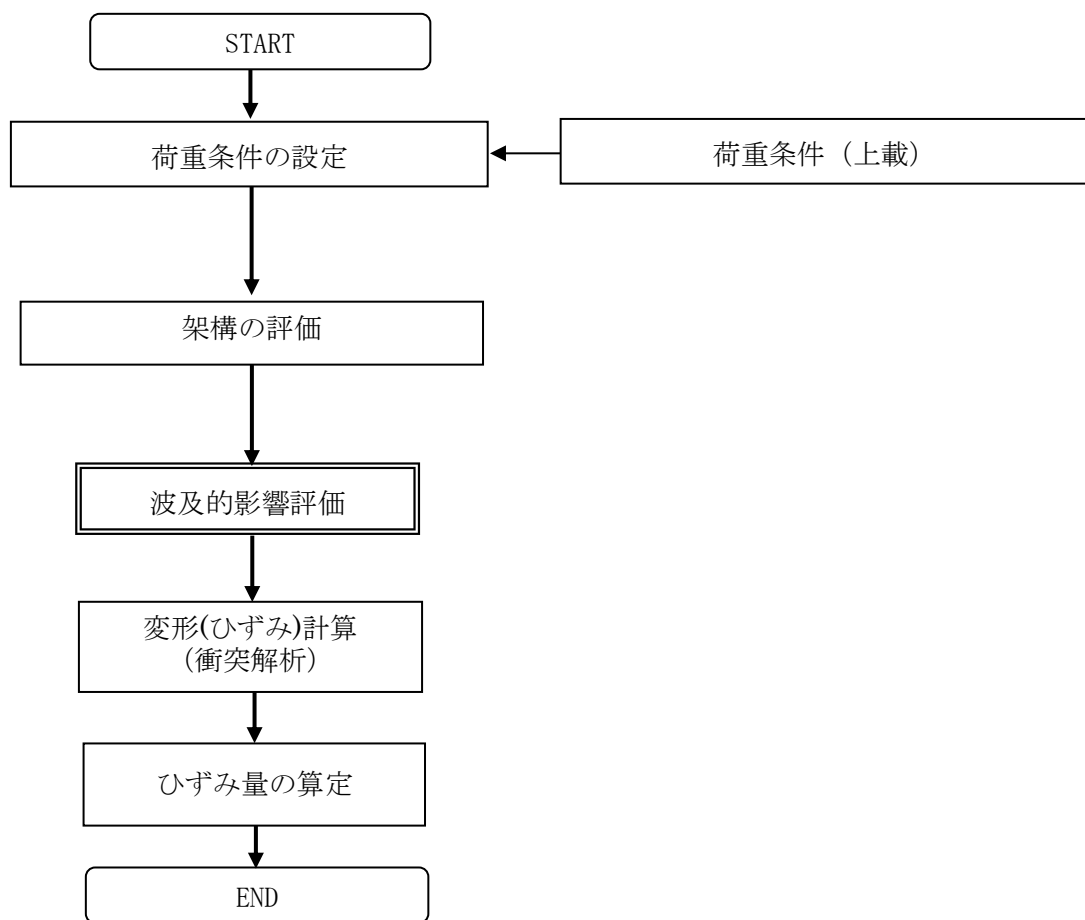 START
荷重条件の設定
荷重条件（上載）
架構の評価
波及的影響評価
変形(ひずみ)計算
（衝突解析）
ひずみ量の算定
END